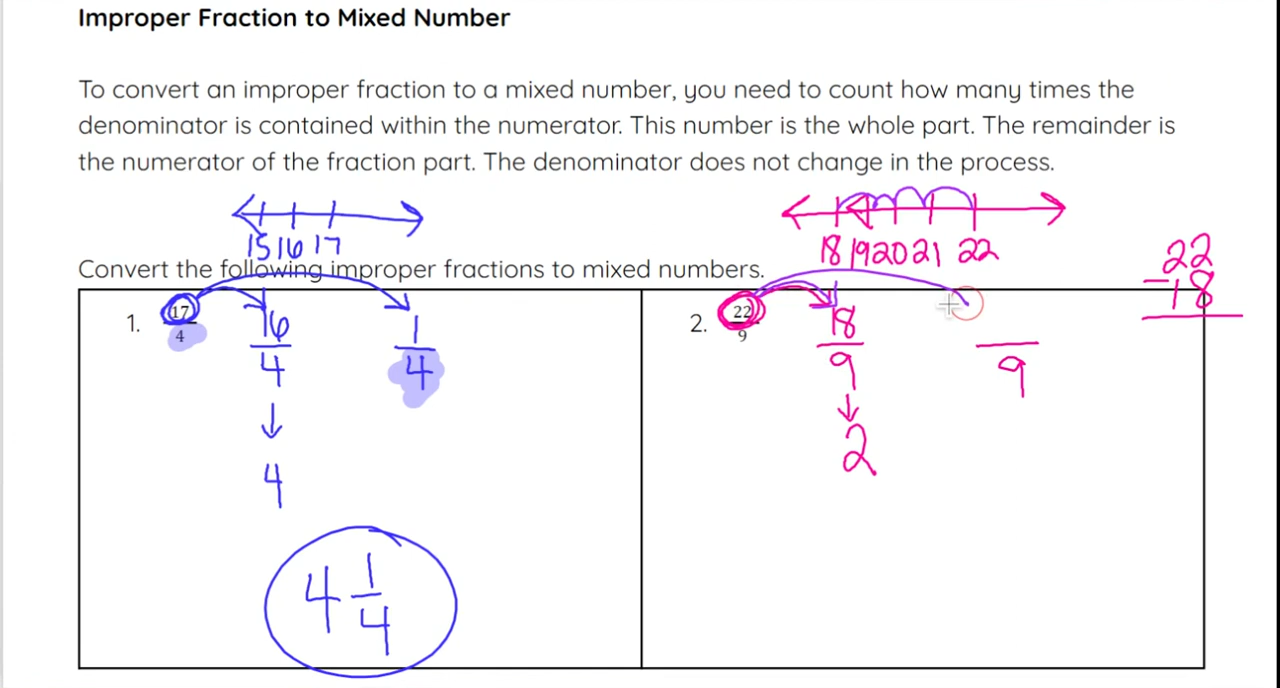 Improper Fraction to Mixed Number
To convert an improper fraction to a mixed number, you need to count how many times the
denominator is contained within the numerator. This number is the whole part. The remainder is
the numerator of the fraction part. The denominator does not change in the process.
15 16 17
18 19 20 21 22
Convert the following improper fractions to mixed numbers.
22
-18
1. 17/4
16/4
1/4
↓
4
4 1/4
2. 22/9
18/9
+
9
↓
2